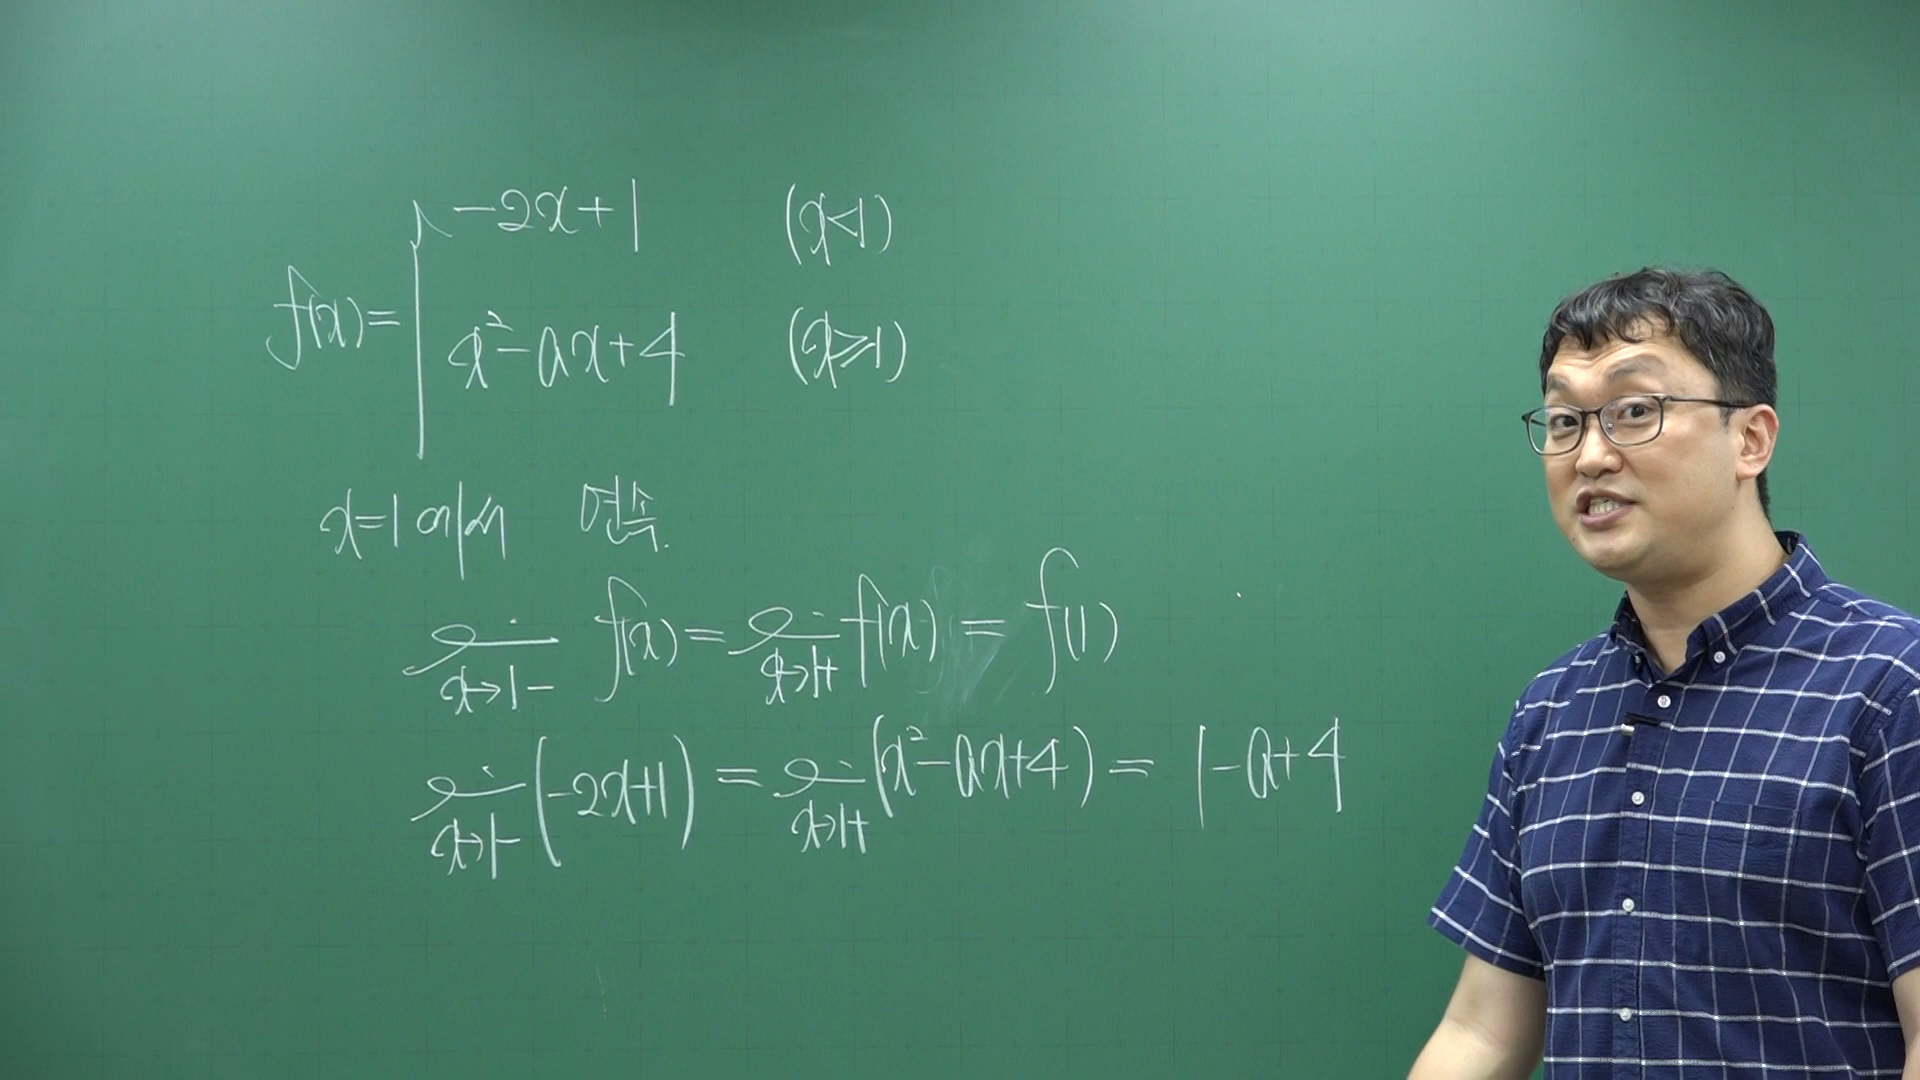 f(x)= { -2x+1 (x<1)
x²-ax+4 (x≥1)
x=1 에서 연속.
lim x→1- f(x) = lim x→1+ f(x) = f(1)
lim x→1- (-2x+1) = lim x→1+ (x²-ax+4) = 1-a+4